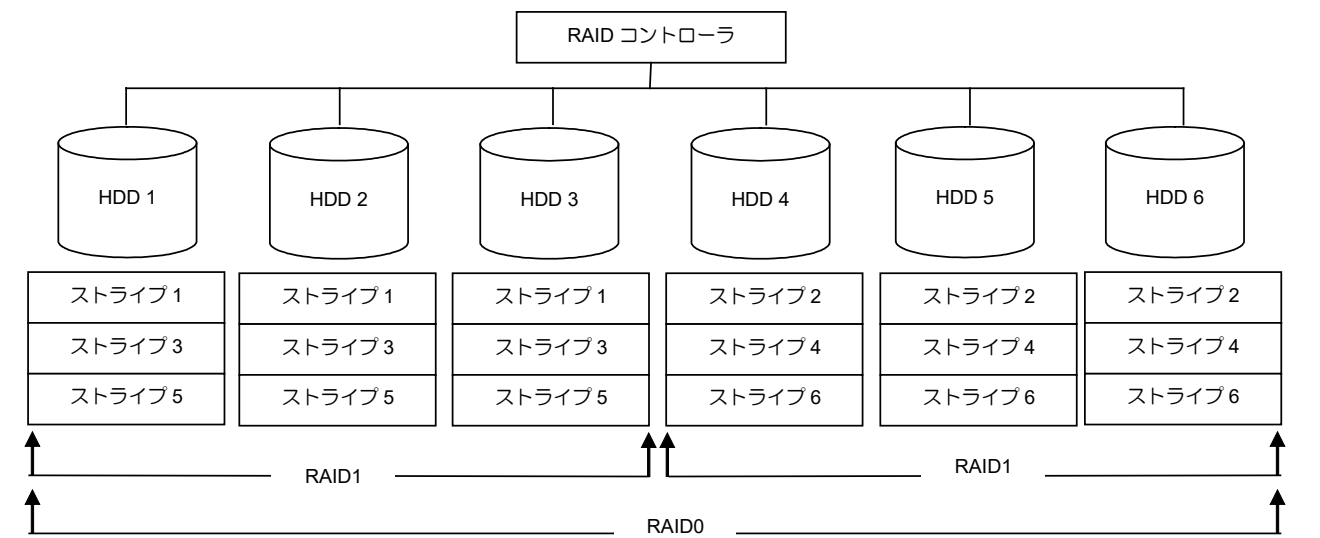 RAID コントローラ
HDD 1
HDD 2
HDD 3
HDD 4
HDD 5
HDD 6
ストライプ 1
ストライプ 1
ストライプ 1
ストライプ 2
ストライプ 2
ストライプ 2
ストライプ 3
ストライプ 3
ストライプ 3
ストライプ 4
ストライプ 4
ストライプ 4
ストライプ 5
ストライプ 5
ストライプ 5
ストライプ 6
ストライプ 6
ストライプ 6
RAID1
RAID1
RAID0